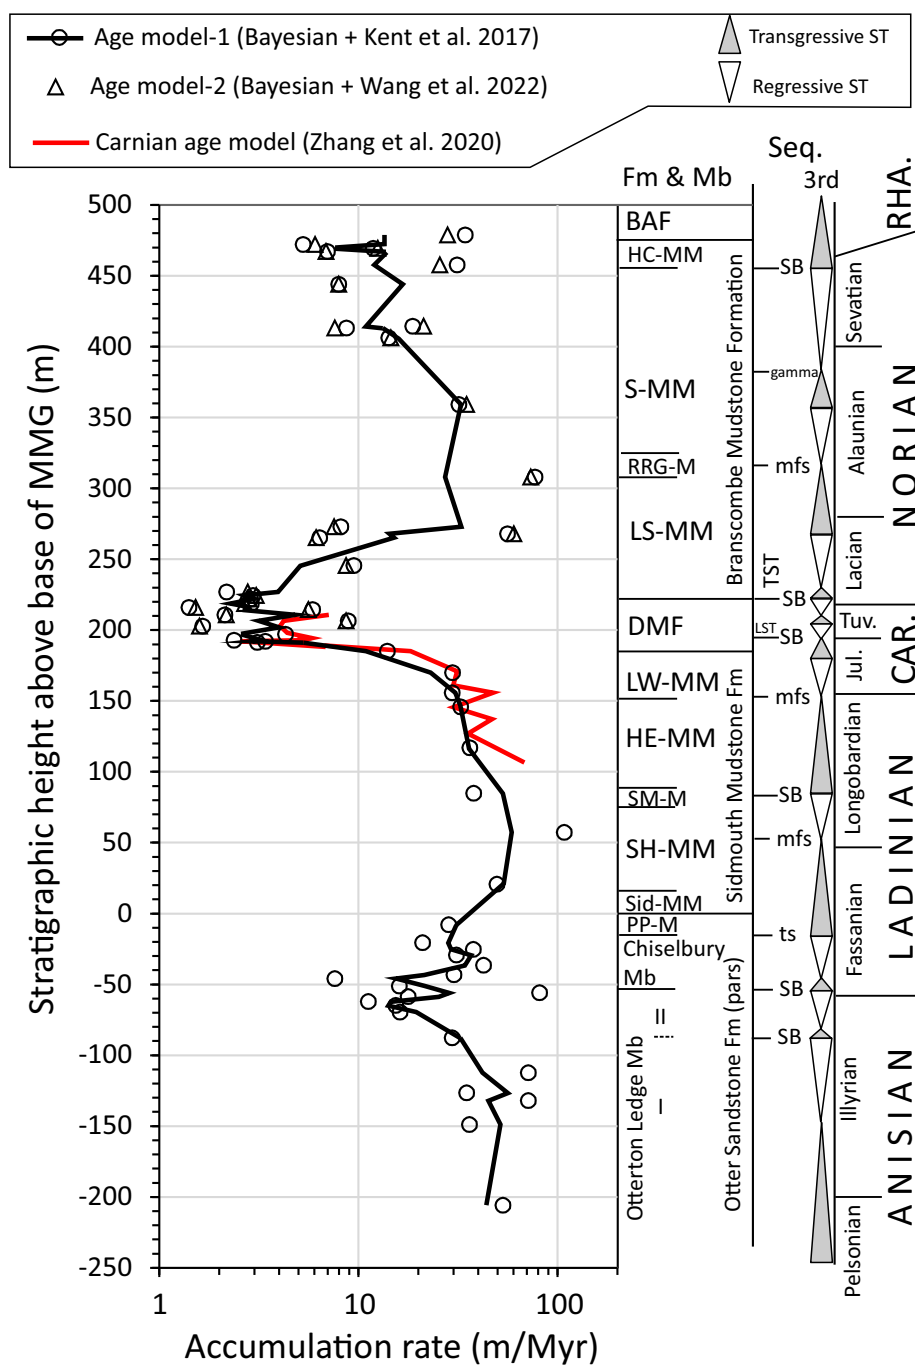 Age model-1 (Bayesian + Kent et al. 2017)
Age model-2 (Bayesian + Wang et al. 2022)
Carnian age model (Zhang et al. 2020)
Transgressive ST
Regressive ST
Seq.
3rd
Fm & Mb
RHA.
500
450
400
350
300
250
200
150
100
50
0
-50
-100
-150
-200
-250
Stratigraphic height above base of MMG (m)
1
10
100
Accumulation rate (m/Myr)
BAF
HC-MM
S-MM
RRG-M
LS-MM
DMF
LW-MM
HE-MM
SM-M
SH-MM
Sid-MM
PP-M
Chiselbury
Mb
II
I
Otterton Ledge Mb
Branscombe Mudstone Formation
Sidmouth Mudstone Fm
Otter Sandstone Fm (pars)
SB
gamma
mfs
TST
SB
LST
SB
mfs
SB
mfs
ts
SB
SB
Sevatian
Alaunian
Lacian
Tuv.
Jul.
Longobardian
Fassanian
Illyrian
Pelsonian
NORIAN
CAR.
LADINIAN
ANISIAN